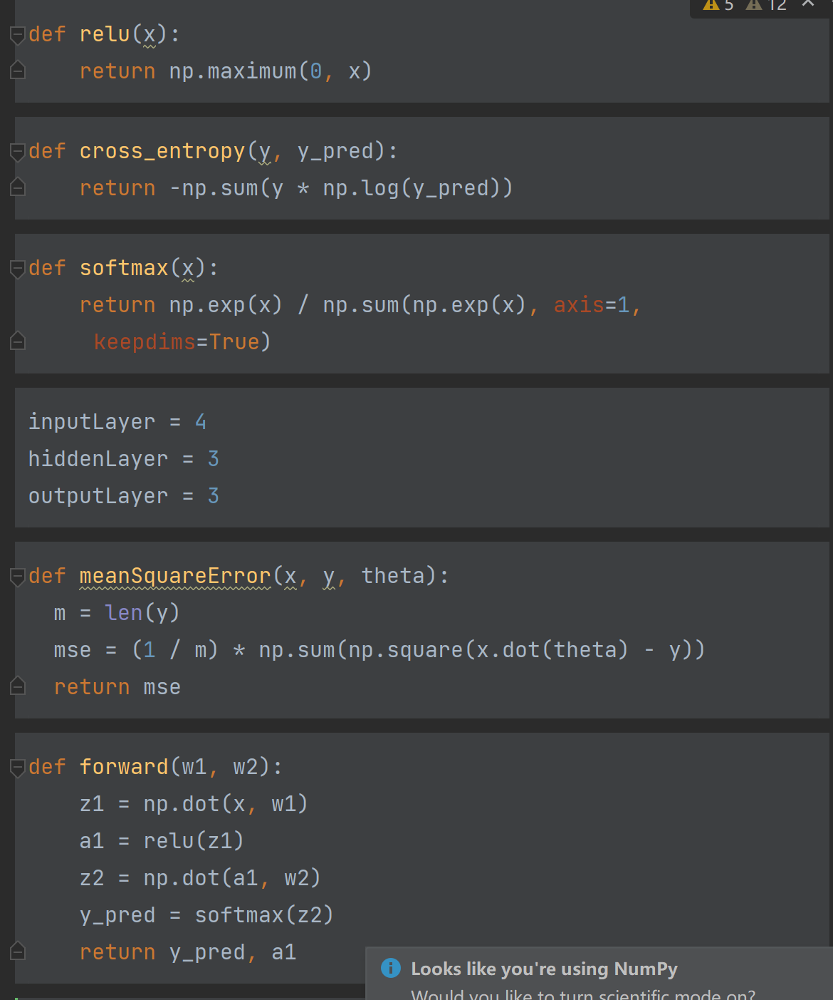 5 12
def relu(x):
return np.maximum(0, x)
def cross_entropy(y, y_pred):
return -np.sum(y * np.log(y_pred))
def softmax(x):
return np.exp(x) / np.sum(np.exp(x), axis=1,
keepdims=True)
inputLayer = 4
hiddenLayer = 3
outputLayer = 3
def meanSquareError(x, y, theta):
m = len(y)
mse = (1 / m) * np.sum(np.square(x.dot(theta) - y))
return mse
def forward(w1, w2):
z1 = np.dot(x, w1)
a1 = relu(z1)
z2 = np.dot(a1, w2)
y_pred = softmax(z2)
return y_pred, a1
Looks like you're using NumPy
Would you like to turn scientific mode on?